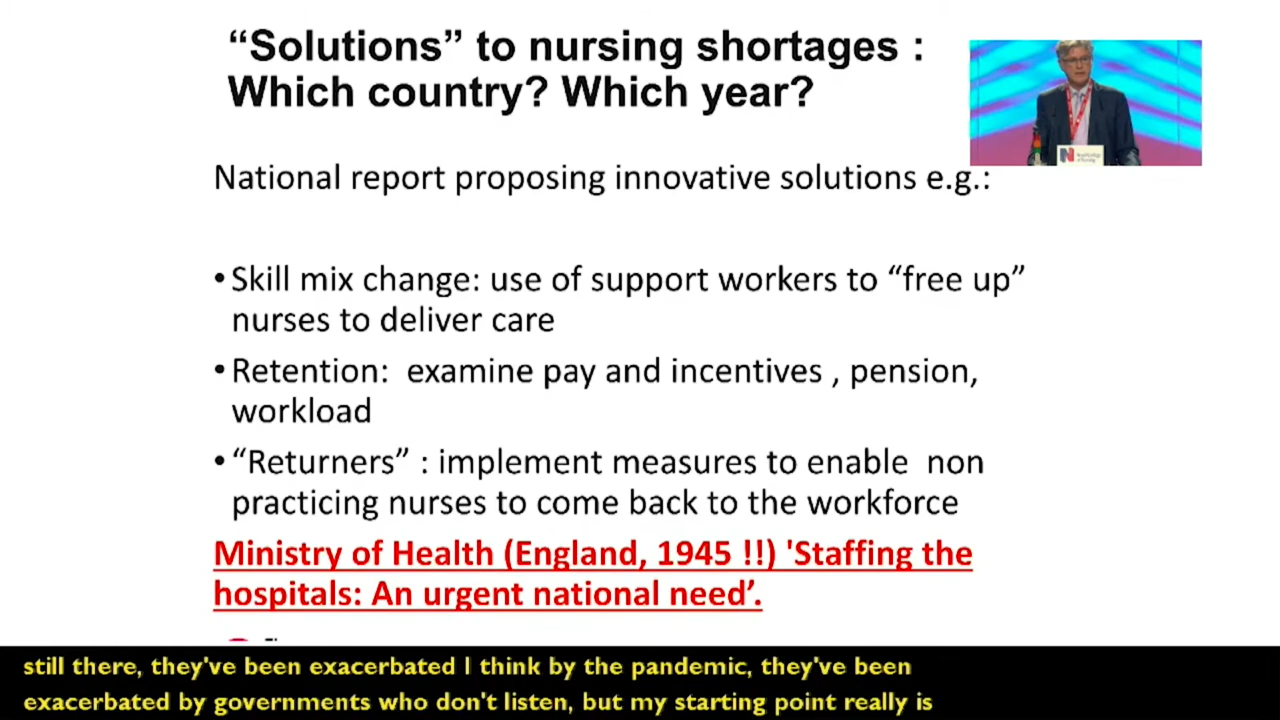 “Solutions” to nursing shortages :
Which country? Which year?
National report proposing innovative solutions e.g.:
•Skill mix change: use of support workers to “free up”
nurses to deliver care
•Retention: examine pay and incentives , pension,
workload
•“Returners” : implement measures to enable non
practicing nurses to come back to the workforce
Ministry of Health (England, 1945 !!) 'Staffing the
hospitals: An urgent national need’.
still there, they've been exacerbated I think by the pandemic, they've been
exacerbated by governments who don't listen, but my starting point really is